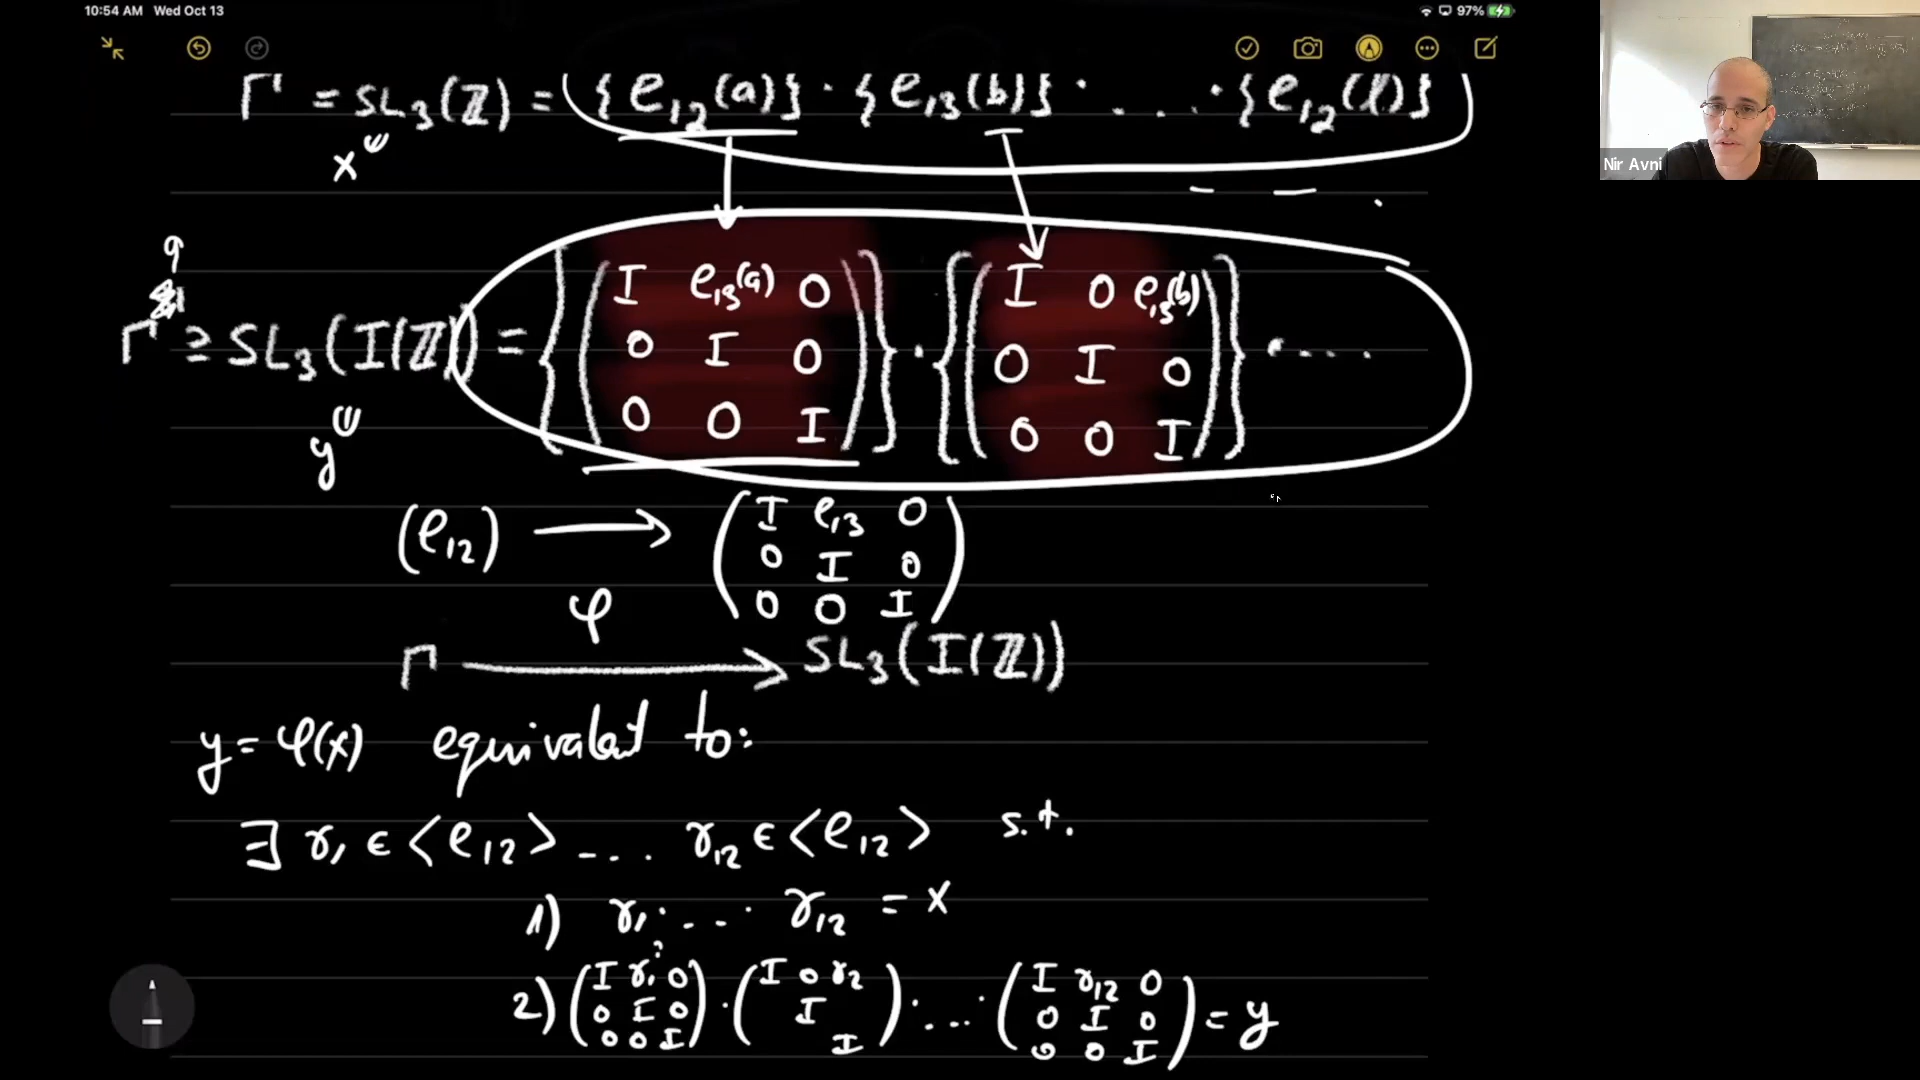 10:54 AM Wed Oct 13
97%
Γ = SL₃(ℤ) = ({e₁₂(a)} · {e₁₃(b)} · .... · {e₁₂(l)})
x
Nir Avni
9
Γ ≥ SL₃(I(ℤ)) = {(I e₁₃(a) 0
0 I 0
0 0 I)} · {(I 0 e₁₃(b)
0 I 0
0 0 I)} · ....
y
(e₁₂) → (I e₁₃ 0
0 I 0
0 0 I)
φ
Γ → SL₃(I(ℤ))
y = φ(x) equivalent to:
∃ γ₁ ∈ <e₁₂> ... γ₁₂ ∈ <e₁₂> s.t.
1) γ₁ · ... · γ₁₂ = x
2) (I γ₁ 0
0 I 0
0 0 I) · (I 0 γ₂
I
I) · ... · (I γ₁₂ 0
0 I 0
0 0 I) = y